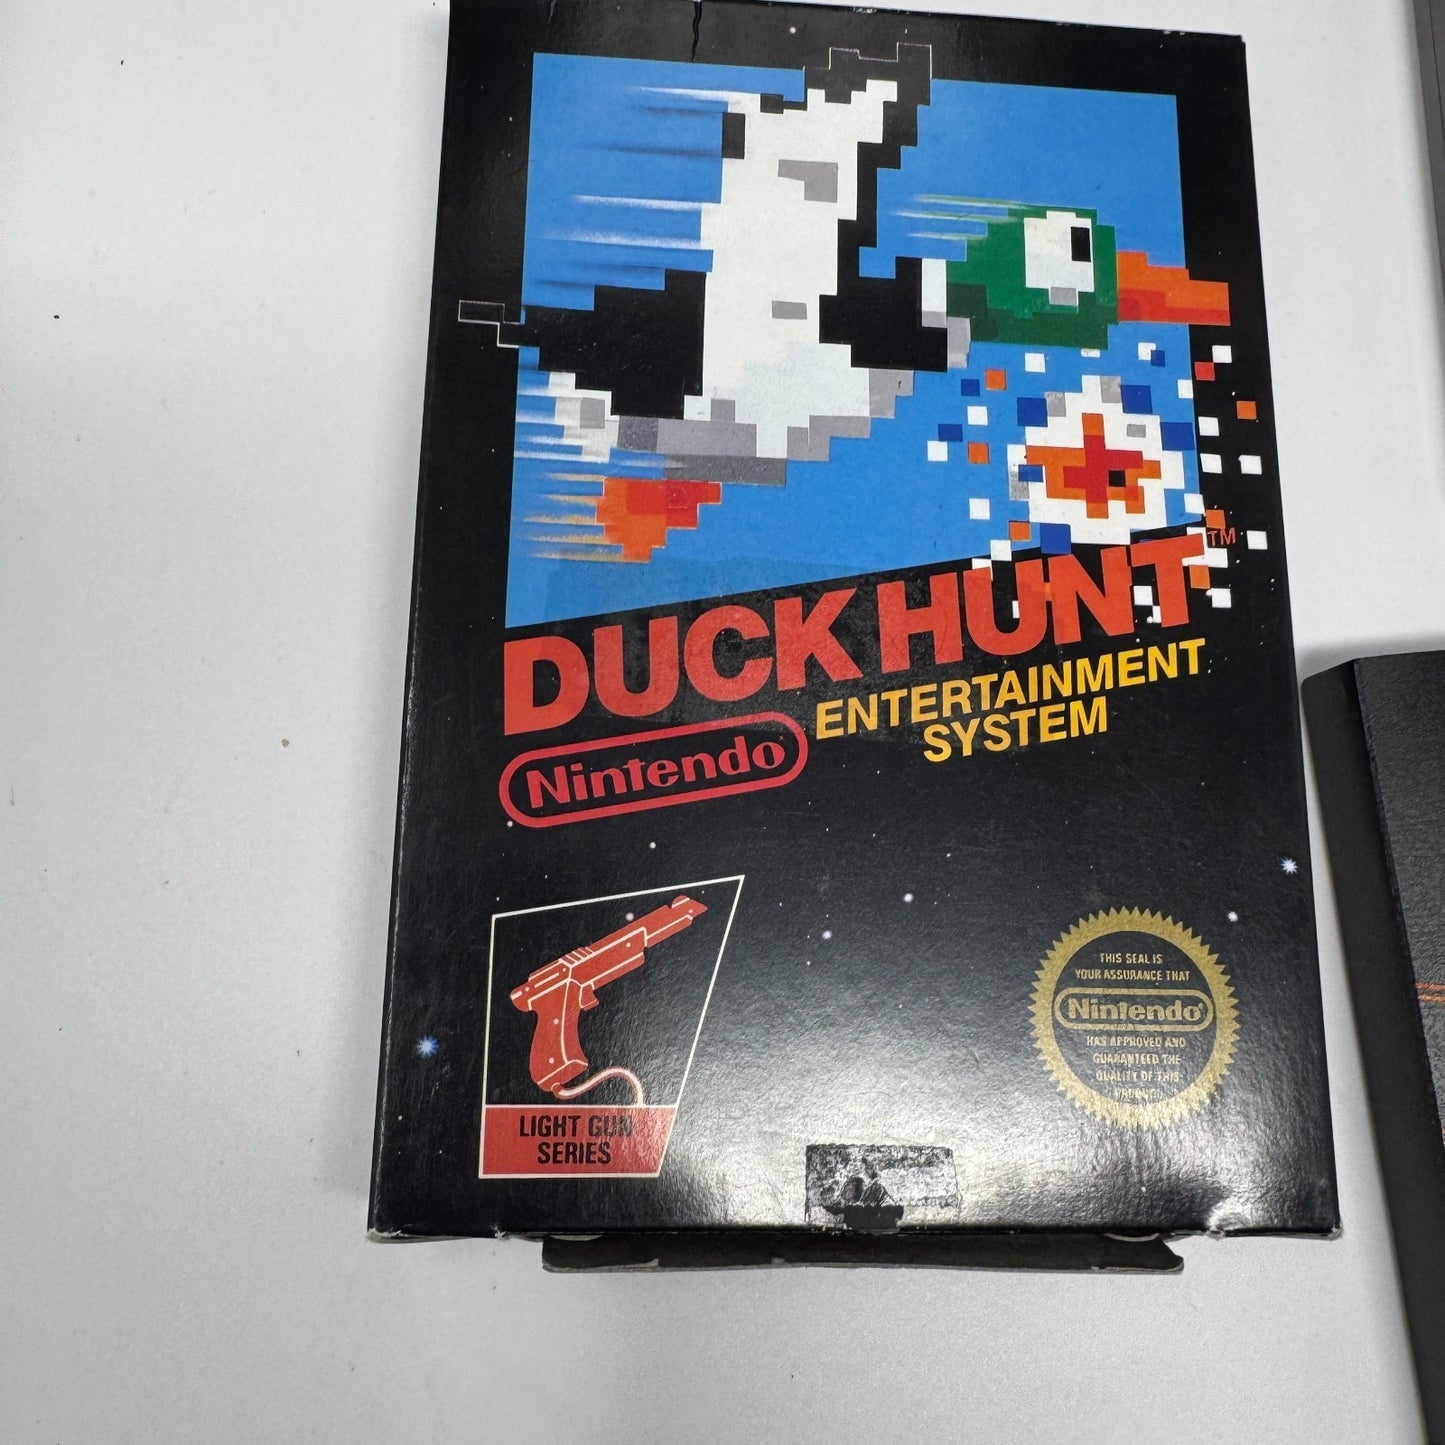 DUCK HUNT™
ENTERTAINMENT
SYSTEM
Nintendo
LIGHT GUN
SERIES
THIS SEAL IS
YOUR ASSURANCE THAT
Nintendo
HAS APPROVED AND
GUARANTEED THE
QUALITY OF THIS